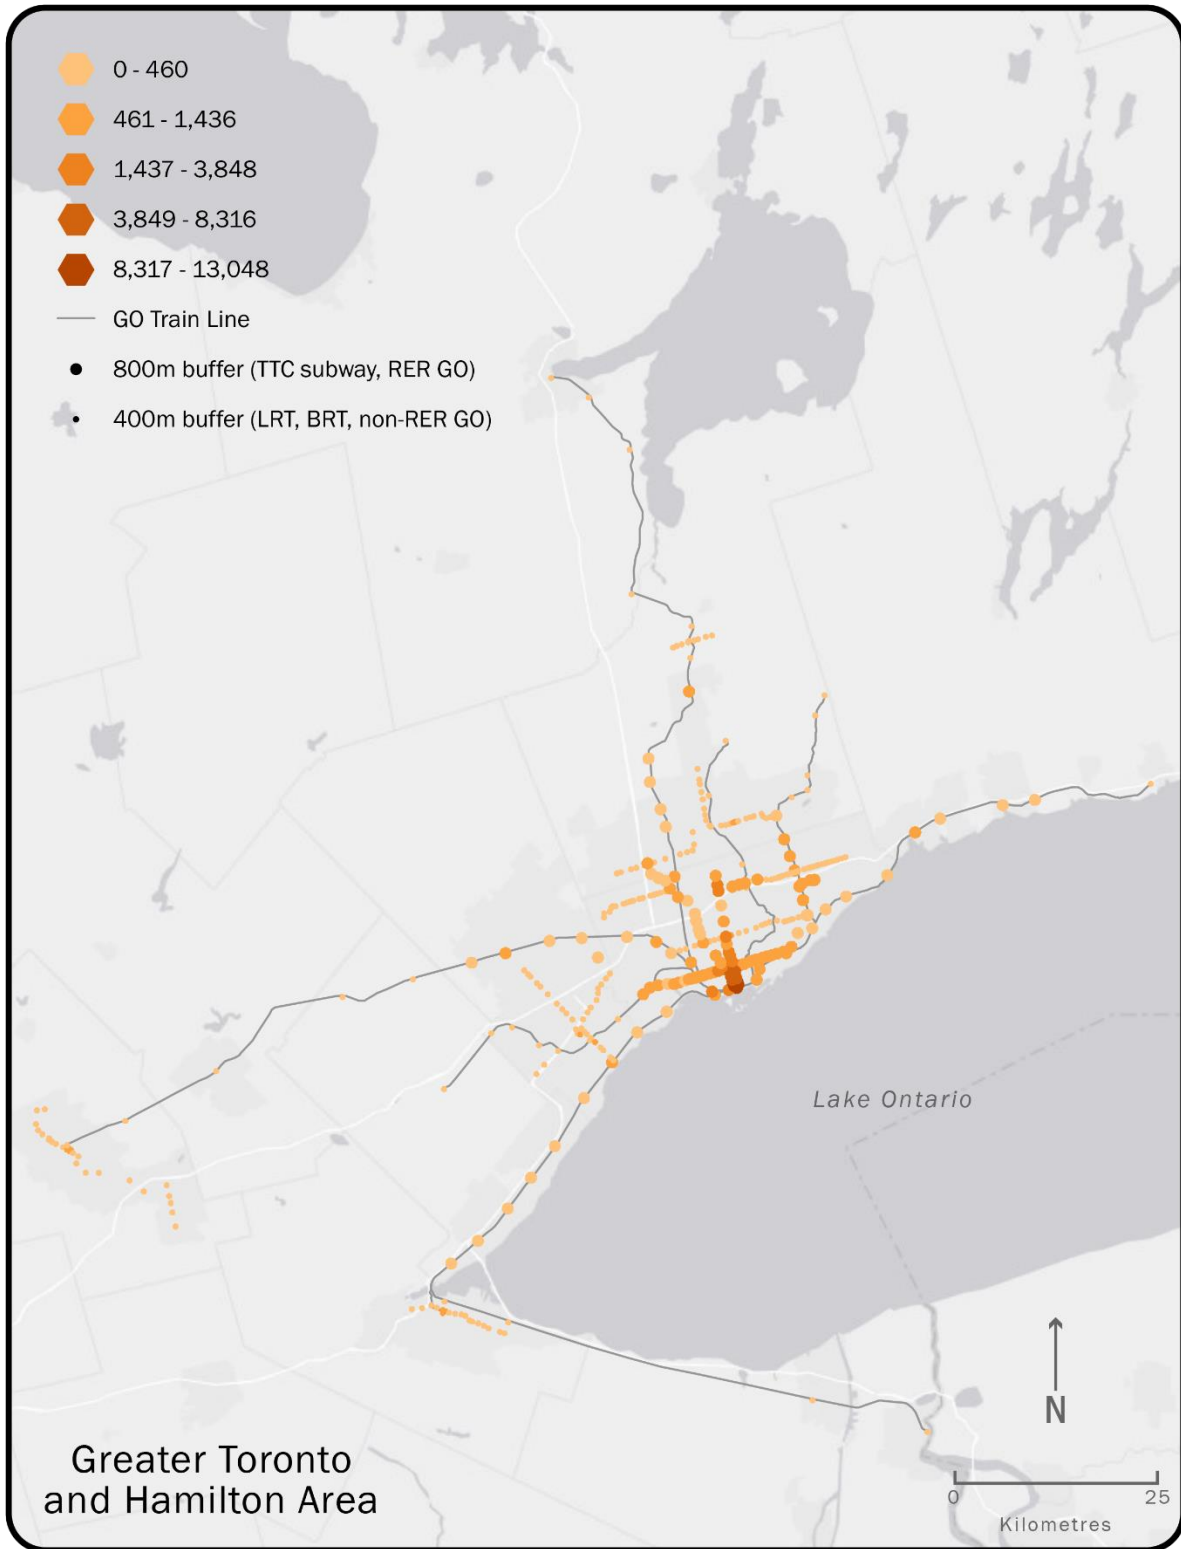 0 - 460
461 - 1,436
1,437 - 3,848
3,849 - 8,316
8,317 - 13,048
GO Train Line
800m buffer (TTC subway, RER GO)
400m buffer (LRT, BRT, non-RER GO)
Lake Ontario
N
Greater Toronto
and Hamilton Area
0 25
Kilometres